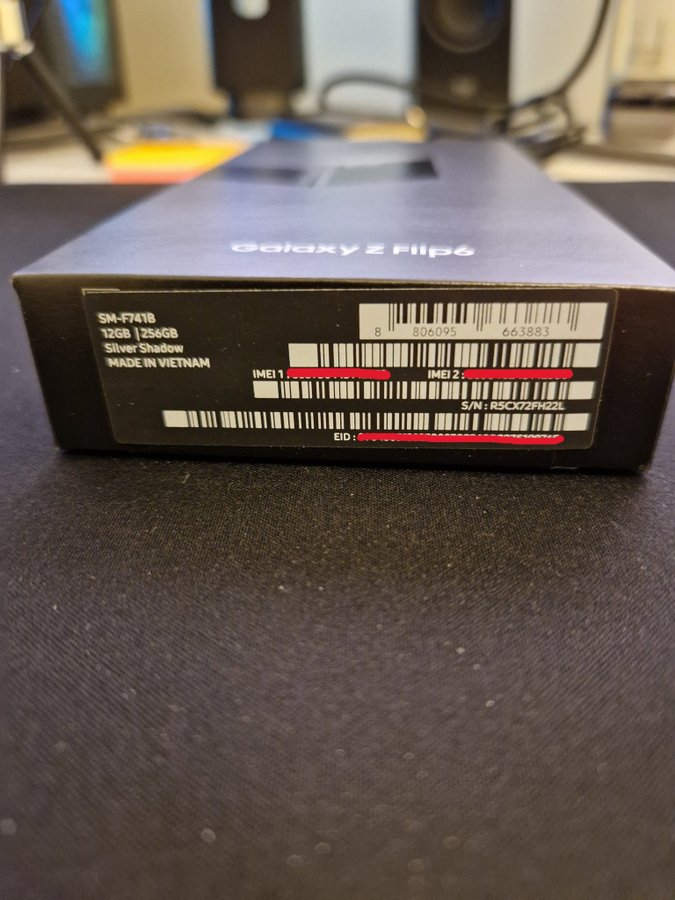 Galaxy Z Flip6
SM-F741B
12GB | 256GB
Silver Shadow
MADE IN VIETNAM
8 806095 663883
IMEI 1 IMEI 2 :
S/N : R5CX72FH22L
EID :